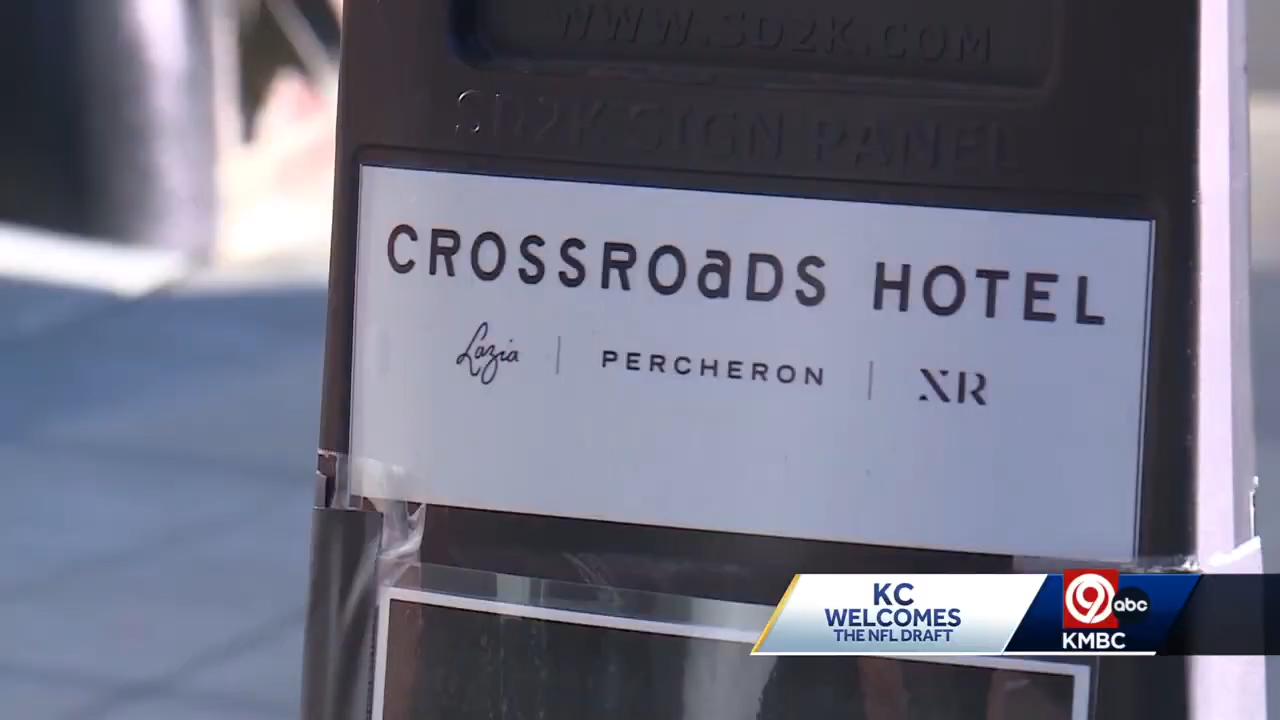 WWW.SD2K.COM
SD2K SIGN PANEL
CROSSROaDS HOTEL
Lazia | PERCHERON | XR
KC
WELCOMES
THE NFL DRAFT
9 abc
KMBC